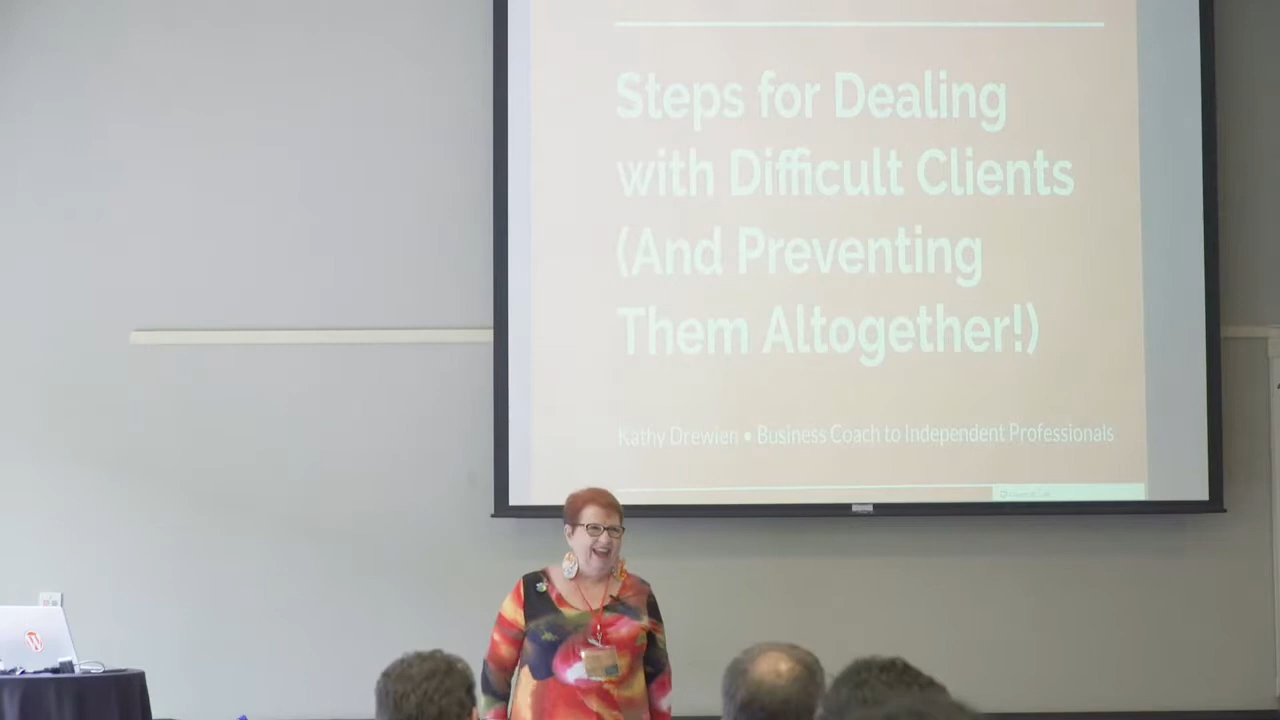 Steps for Dealing
with Difficult Clients
(And Preventing
Them Altogether!)
Kathy Drewien • Business Coach to Independent Professionals